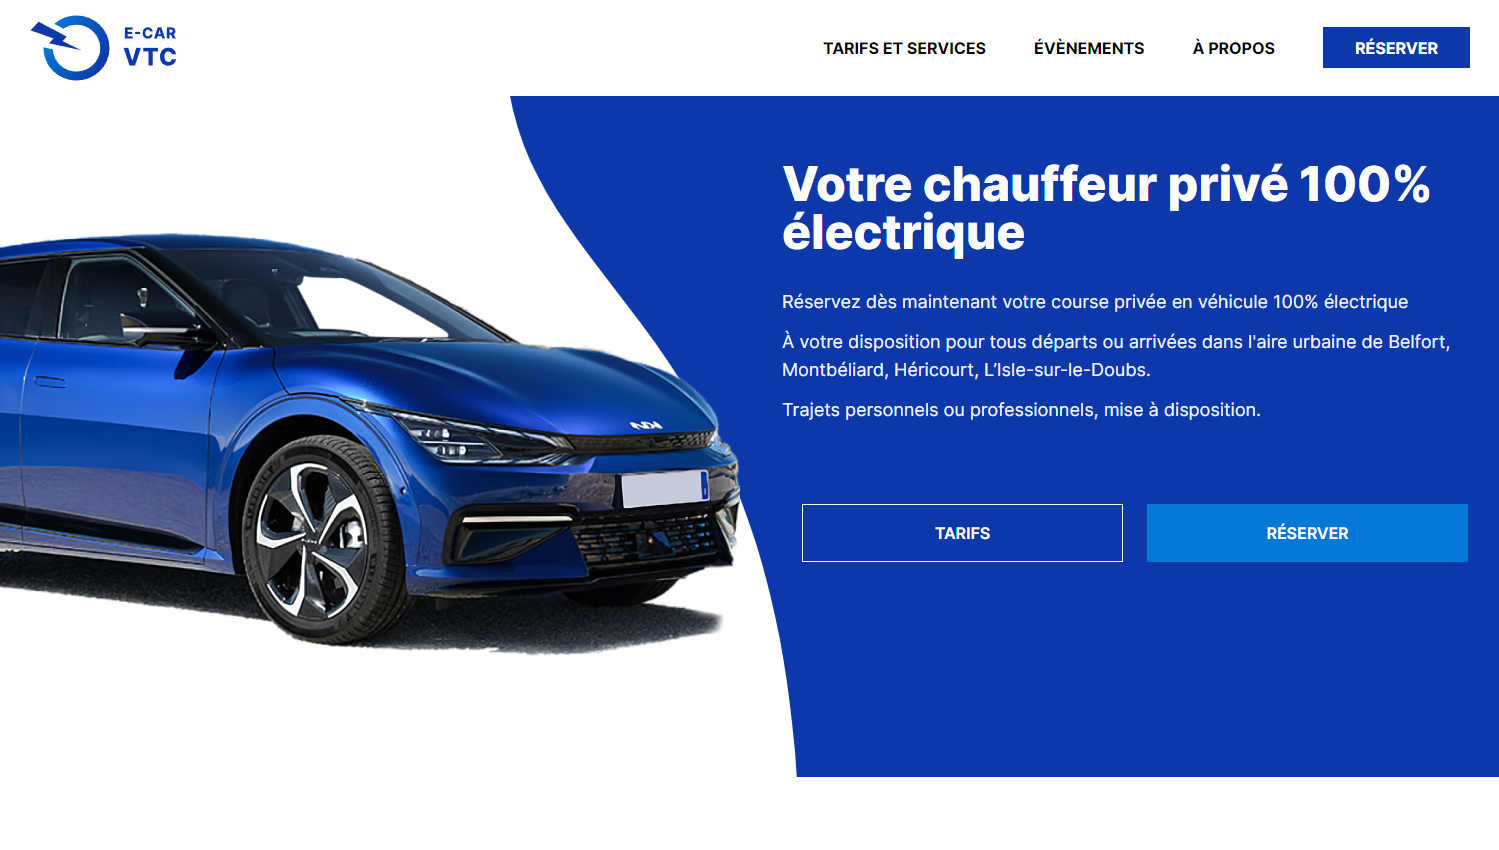 E-CAR
VTC
TARIFS ET SERVICES
ÉVÈNEMENTS
À PROPOS
RÉSERVER
Votre chauffeur privé 100%
électrique
Réservez dès maintenant votre course privée en véhicule 100% électrique
À votre disposition pour tous départs ou arrivées dans l'aire urbaine de Belfort,
Montbéliard, Héricourt, L’Isle-sur-le-Doubs.
Trajets personnels ou professionnels, mise à disposition.
TARIFS
RÉSERVER